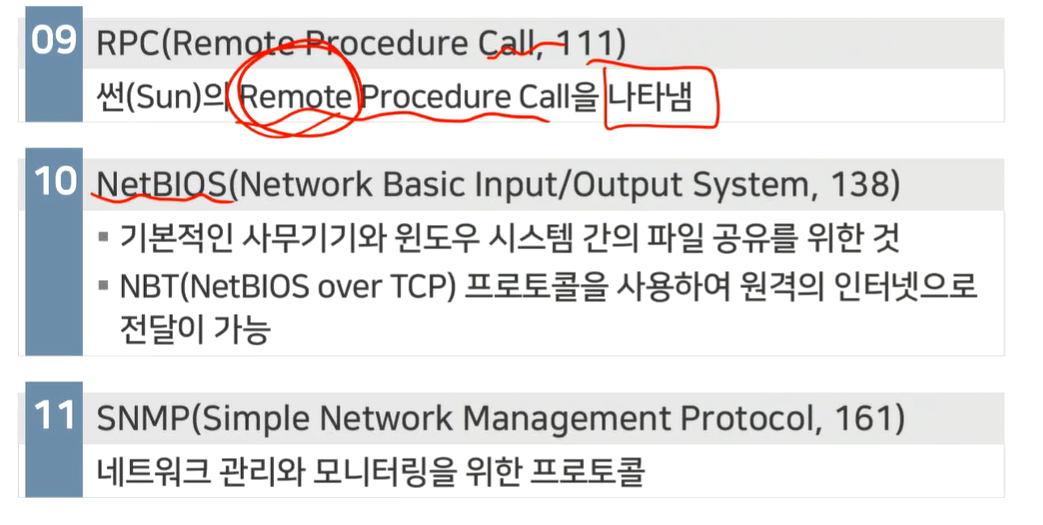 09 RPC(Remote Procedure Call, 111)
썬(Sun)의 Remote Procedure Call을 나타냄
10 NetBIOS(Network Basic Input/Output System, 138)
▪ 기본적인 사무기기와 윈도우 시스템 간의 파일 공유를 위한 것
▪ NBT(NetBIOS over TCP) 프로토콜을 사용하여 원격의 인터넷으로
전달이 가능
11 SNMP(Simple Network Management Protocol, 161)
네트워크 관리와 모니터링을 위한 프로토콜